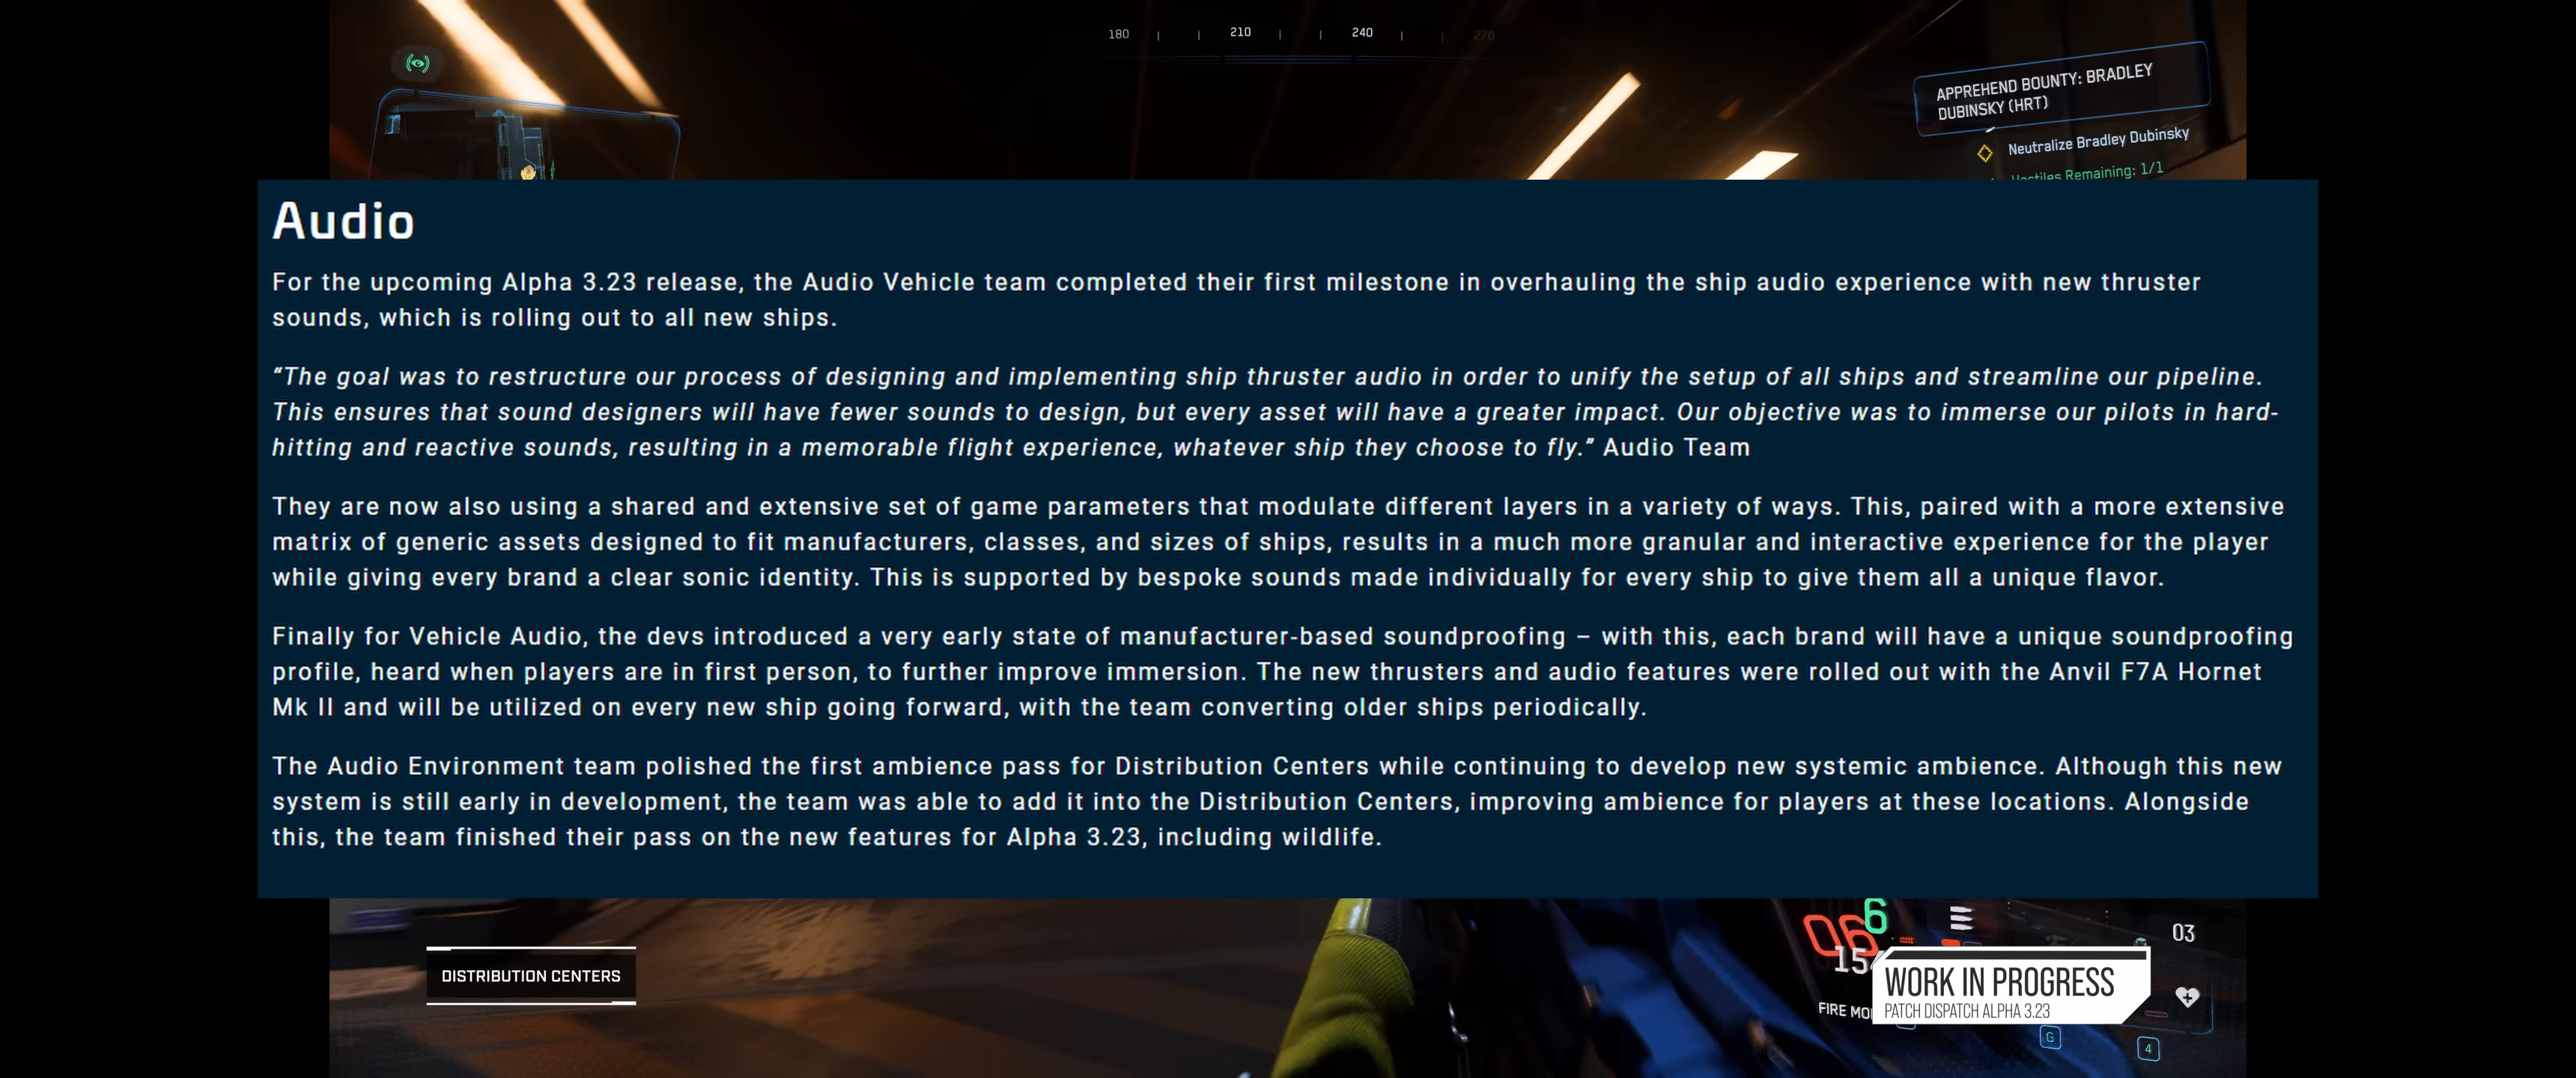 180
210
240
270
APPREHEND BOUNTY: BRADLEY
DUBINSKY (HRT)
Neutralize Bradley Dubinsky
Hostiles Remaining: 1/1
Audio
For the upcoming Alpha 3.23 release, the Audio Vehicle team completed their first milestone in overhauling the ship audio experience with new thruster
sounds, which is rolling out to all new ships.
“The goal was to restructure our process of designing and implementing ship thruster audio in order to unify the setup of all ships and streamline our pipeline.
This ensures that sound designers will have fewer sounds to design, but every asset will have a greater impact. Our objective was to immerse our pilots in hard-
hitting and reactive sounds, resulting in a memorable flight experience, whatever ship they choose to fly.” Audio Team
They are now also using a shared and extensive set of game parameters that modulate different layers in a variety of ways. This, paired with a more extensive
matrix of generic assets designed to fit manufacturers, classes, and sizes of ships, results in a much more granular and interactive experience for the player
while giving every brand a clear sonic identity. This is supported by bespoke sounds made individually for every ship to give them all a unique flavor.
Finally for Vehicle Audio, the devs introduced a very early state of manufacturer-based soundproofing – with this, each brand will have a unique soundproofing
profile, heard when players are in first person, to further improve immersion. The new thrusters and audio features were rolled out with the Anvil F7A Hornet
Mk II and will be utilized on every new ship going forward, with the team converting older ships periodically.
The Audio Environment team polished the first ambience pass for Distribution Centers while continuing to develop new systemic ambience. Although this new
system is still early in development, the team was able to add it into the Distribution Centers, improving ambience for players at these locations. Alongside
this, the team finished their pass on the new features for Alpha 3.23, including wildlife.
6
06
03
DISTRIBUTION CENTERS
WORK IN PROGRESS
PATCH DISPATCH ALPHA 3.23
FIRE MO
G
4